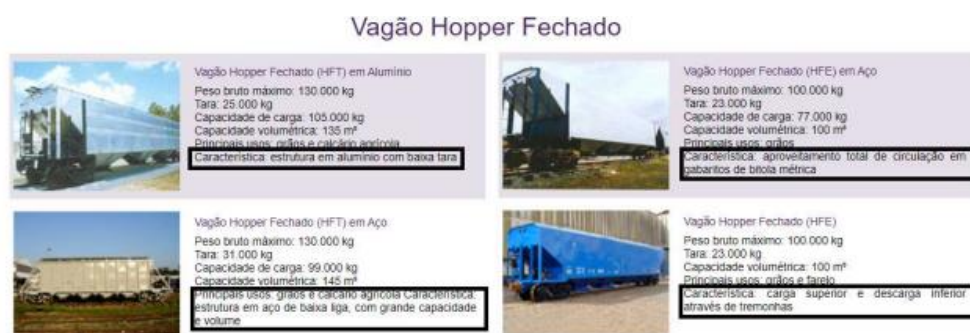 Vagão Hopper Fechado
Vagão Hopper Fechado (HFT) em Alumínio
Peso bruto máximo: 130.000 kg
Tara: 25.000 kg
Capacidade de carga: 105.000 kg
Capacidade volumétrica: 135 m³
Principais usos: grãos e calcário agrícola
Característica: estrutura em alumínio com baixa tara
Vagão Hopper Fechado (HFE) em Aço
Peso bruto máximo: 100.000 kg
Tara: 23.000 kg
Capacidade de carga: 77.000 kg
Capacidade volumétrica: 100 m³
Principais usos: grãos
Característica: aproveitamento total de circulação em
gabaritos de bitola métrica
Vagão Hopper Fechado (HFT) em Aço
Peso bruto máximo: 130.000 kg
Tara: 31.000 kg
Capacidade de carga: 99.000 kg
Capacidade volumétrica: 145 m³
Principais usos: grãos e calcário agrícola Característica:
estrutura em aço de baixa liga, com grande capacidade
e volume
Vagão Hopper Fechado (HFE)
Peso bruto máximo: 100.000 kg
Tara: 23.000 kg
Capacidade volumétrica: 100 m³
Principais usos: grãos e farelo
Característica: carga superior e descarga inferior
através de tremonhas